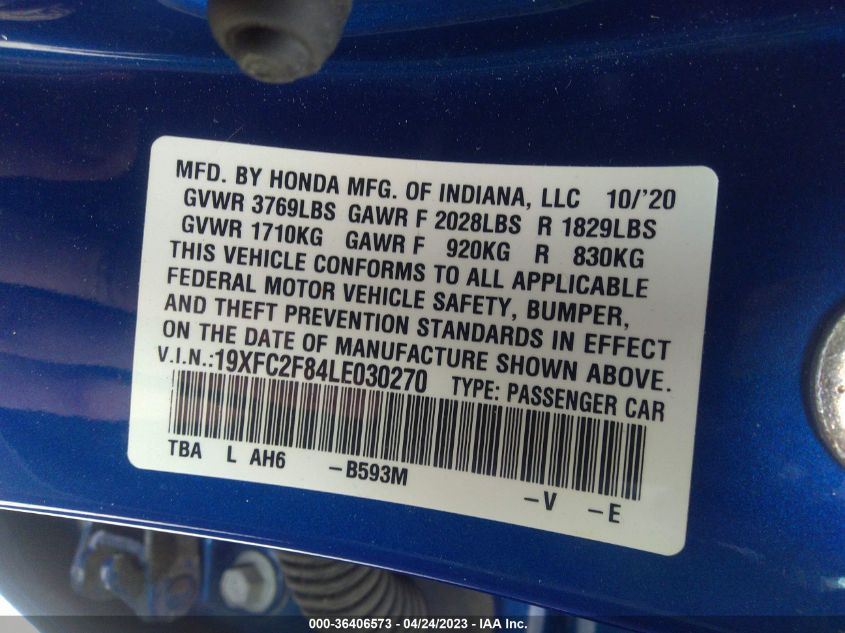 MFD. BY HONDA MFG. OF INDIANA, LLC 10/'20
GVWR 3769LBS GAWR F 2028LBS R 1829LBS
GVWR 1710KG GAWR F 920KG R 830KG
THIS VEHICLE CONFORMS TO ALL APPLICABLE
FEDERAL MOTOR VEHICLE SAFETY, BUMPER,
AND THEFT PREVENTION STANDARDS IN EFFECT
ON THE DATE OF MANUFACTURE SHOWN ABOVE.
V.I.N.:19XFC2F84LE030270 TYPE: PASSENGER CAR
TBA L AH6 -B593M -V -E
000-36406573 - 04/24/2023 - IAA Inc.